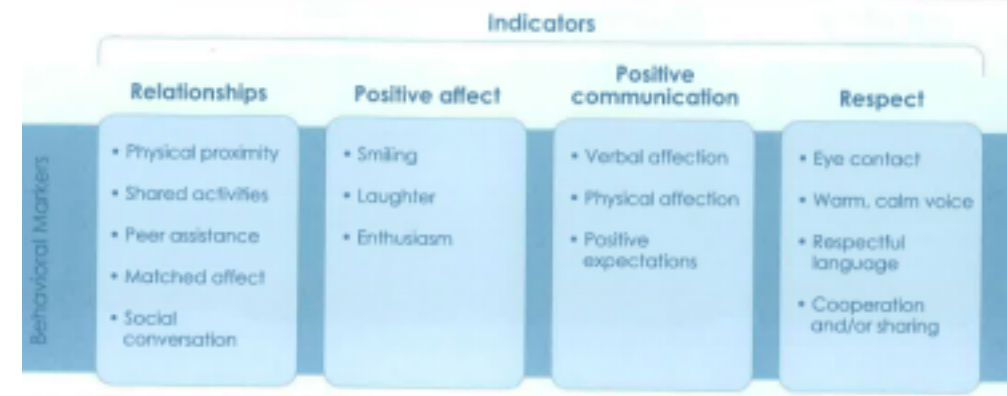 Indicators
Relationships
Positive affect
Positive
communication
Respect
Behavioral Markers
• Physical proximity
• Shared activities
• Peer assistance
• Matched affect
• Social
conversation
• Smiling
• Laughter
• Enthusiasm
• Verbal affection
• Physical affection
• Positive
expectations
• Eye contact
• Warm, calm voice
• Respectful
language
• Cooperation
and/or sharing